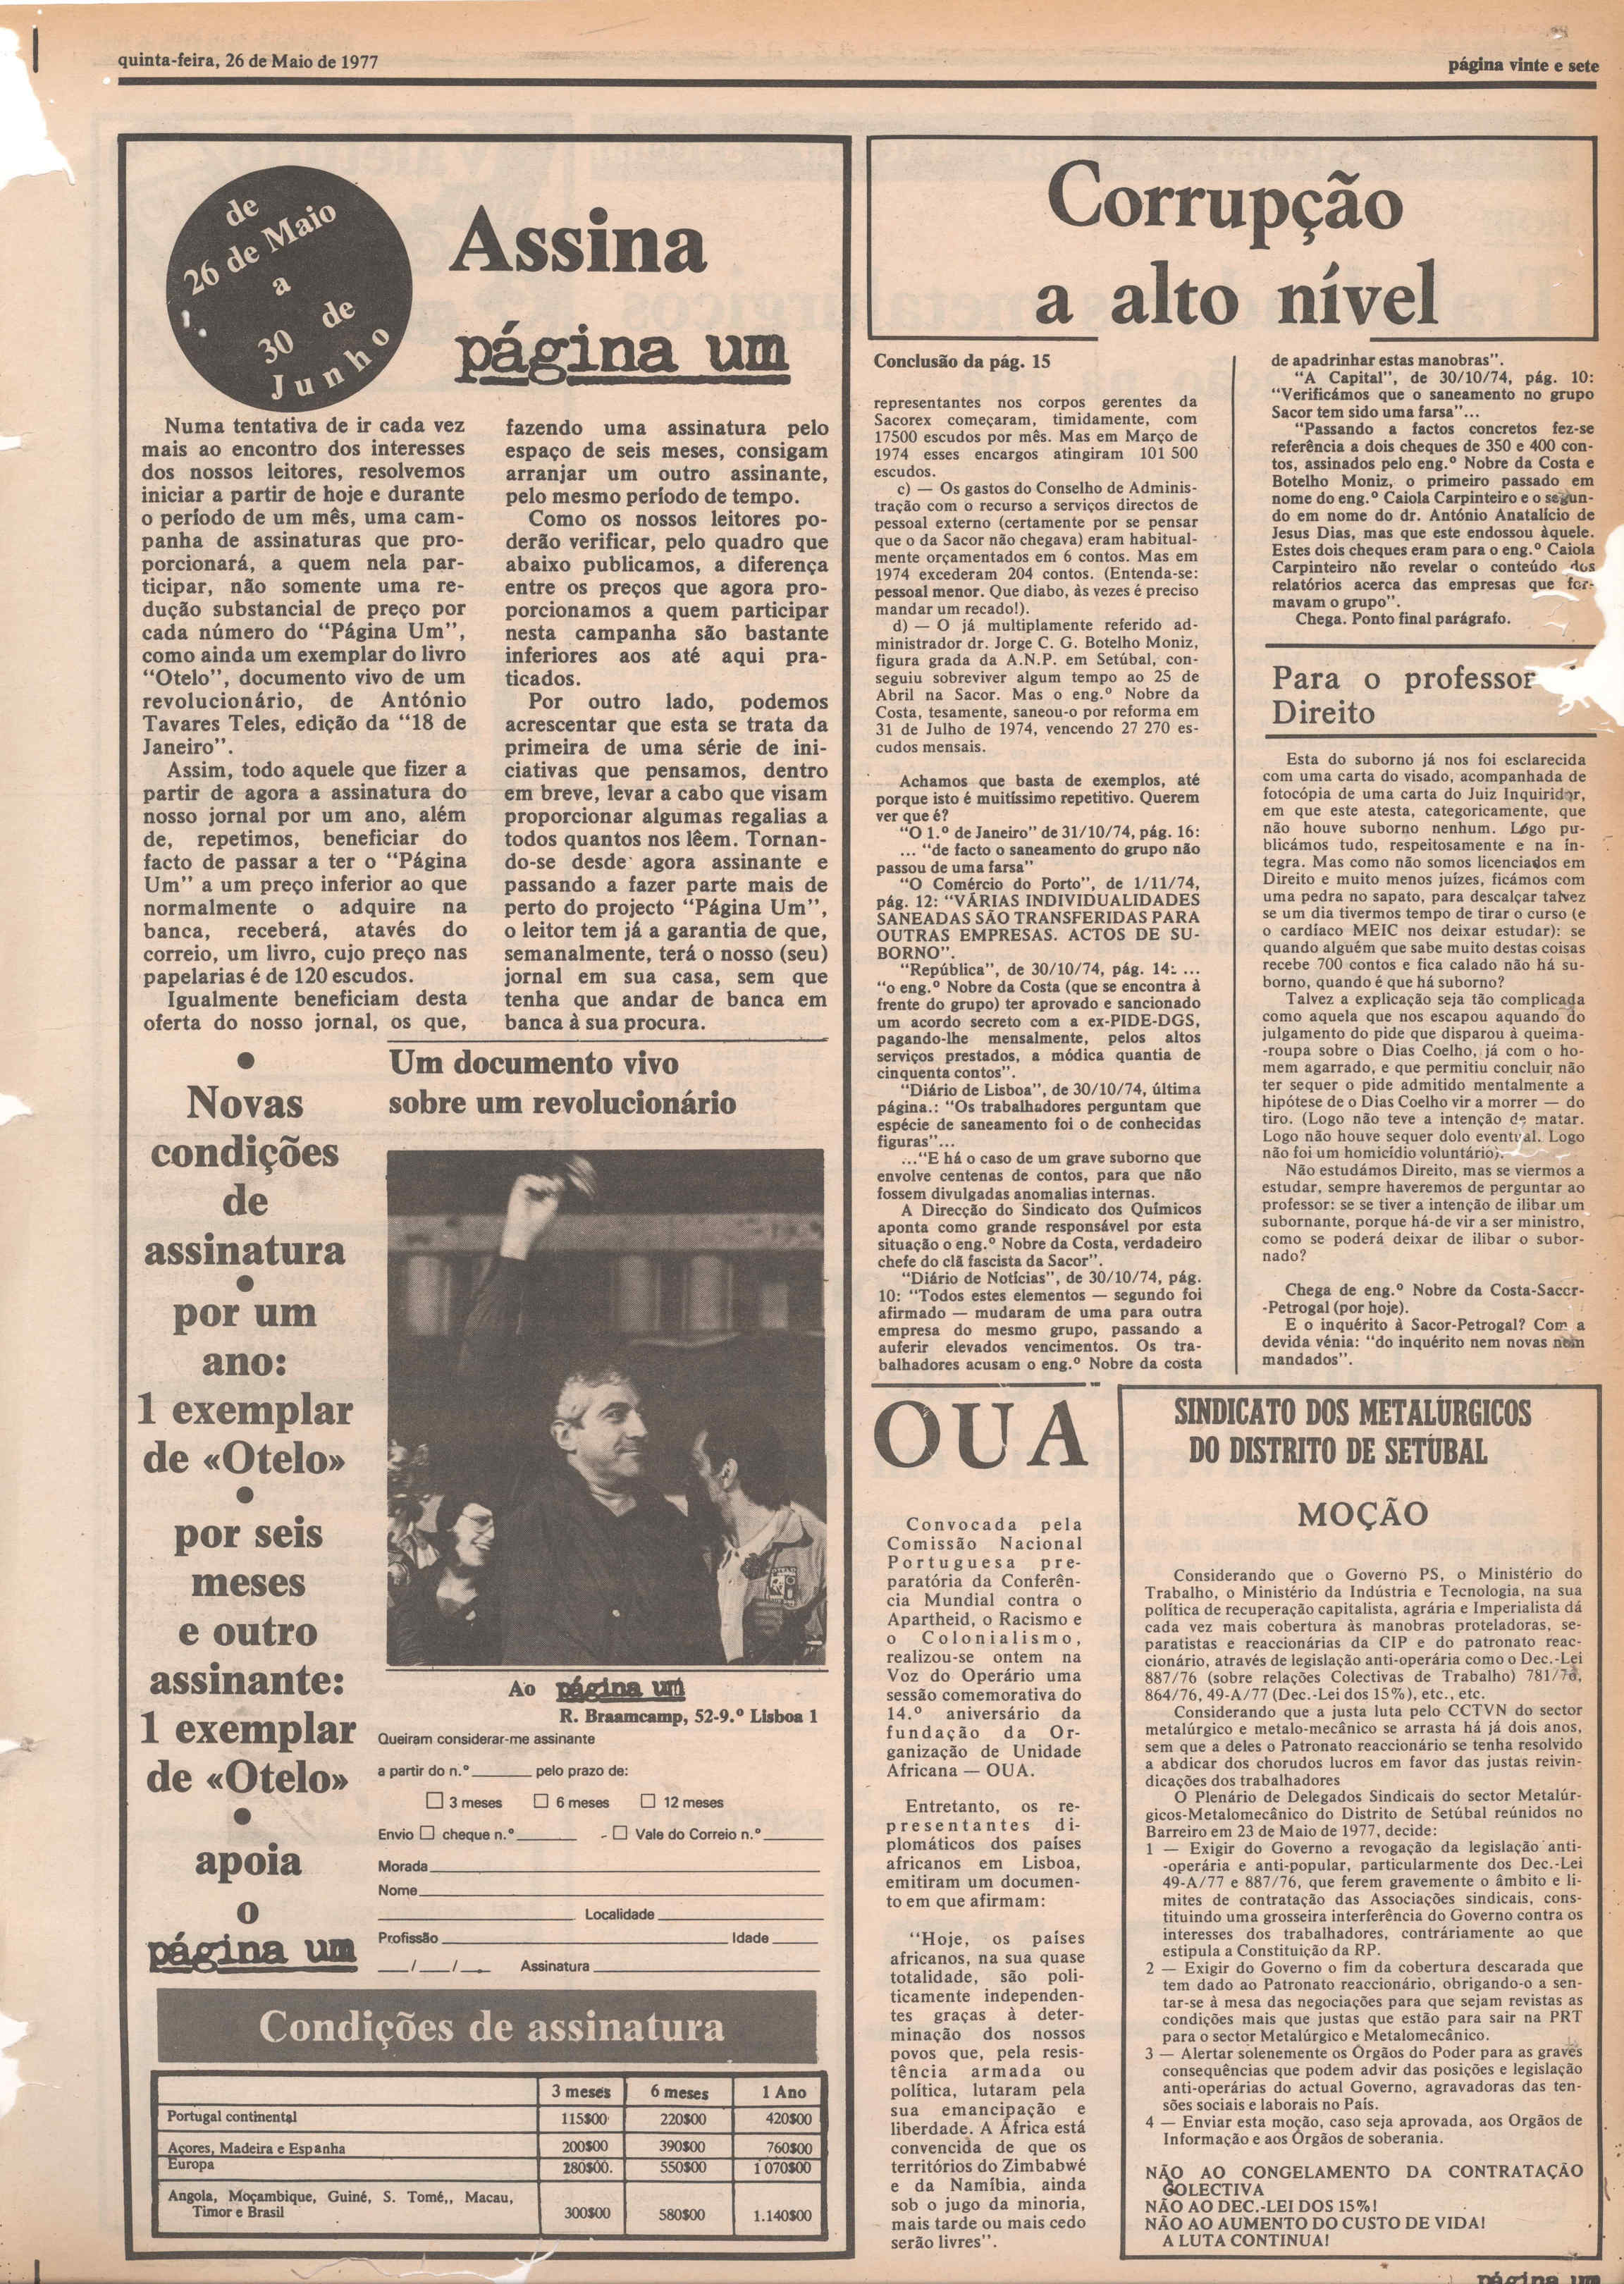 quinta-feira, 26 de Maio de 1977
página vinte e sete
de
26 de Maio
a
30 de
Junho
Assina
página um
Numa tentativa de ir cada vez
mais ao encontro dos interesses
dos nossos leitores, resolvemos
iniciar a partir de hoje e durante
o período de um mês, uma cam-
panha de assinaturas que pro-
porcionará, a quem nela par-
ticipar, não somente uma re-
dução substancial de preço por
cada número do “Página Um”,
como ainda um exemplar do livro
“Otelo”, documento vivo de um
revolucionário, de António
Tavares Teles, edição da “18 de
Janeiro”.
Assim, todo aquele que fizer a
partir de agora a assinatura do
nosso jornal por um ano, além
de, repetimos, beneficiar do
facto de passar a ter o “Página
Um” a um preço inferior ao que
normalmente o adquire na
banca, receberá, atavés do
correio, um livro, cujo preço nas
papelarias é de 120 escudos.
Igualmente beneficiam desta
oferta do nosso jornal, os que,
fazendo uma assinatura pelo
espaço de seis meses, consigam
arranjar um outro assinante,
pelo mesmo período de tempo.
Como os nossos leitores po-
derão verificar, pelo quadro que
abaixo publicamos, a diferença
entre os preços que agora pro-
porcionamos a quem participar
nesta campanha são bastante
inferiores aos até aqui pra-
ticados.
Por outro lado, podemos
acrescentar que esta se trata da
primeira de uma série de ini-
ciativas que pensamos, dentro
em breve, levar a cabo que visam
proporcionar algumas regalias a
todos quantos nos lêem. Tornan-
do-se desde agora assinante e
passando a fazer parte mais de
perto do projecto “Página Um”,
o leitor tem já a garantia de que,
semanalmente, terá o nosso (seu)
jornal em sua casa, sem que
tenha que andar de banca em
banca à sua procura.
•
Novas
condições
de
assinatura
•
por um
ano:
1 exemplar
de «Otelo»
•
por seis
meses
e outro
assinante:
1 exemplar
de «Otelo»
•
apoia
o
página um
Um documento vivo
sobre um revolucionário
Ao página um
R. Braamcamp, 52-9.º Lisboa 1
Queiram considerar-me assinante
a partir do n.º ______ pelo prazo de:
☐ 3 meses ☐ 6 meses ☐ 12 meses
Envio ☐ cheque n.º ______ - ☐ Vale do Correio n.º ______
Morada
Nome
Localidade
Profissão Idade
__/__/__ Assinatura
Condições de assinatura
3 meses 6 meses 1 Ano
Portugal continental 115$00 220$00 420$00
Açores, Madeira e Espanha 200$00 390$00 760$00
Europa 280$00. 550$00 1 070$00
Angola, Moçambique, Guiné, S. Tomé,, Macau,
Timor e Brasil 300$00 580$00 1.140$00
Corrupção
a alto nível
Conclusão da pág. 15
representantes nos corpos gerentes da
Sacorex começaram, timidamente, com
17500 escudos por mês. Mas em Março de
1974 esses encargos atingiram 101 500
escudos.
c) — Os gastos do Conselho de Adminis-
tração com o recurso a serviços directos de
pessoal externo (certamente por se pensar
que o da Sacor não chegava) eram habitual-
mente orçamentados em 6 contos. Mas em
1974 excederam 204 contos. (Entenda-se:
pessoal menor. Que diabo, às vezes é preciso
mandar um recado!).
d) — O já multiplamente referido ad-
ministrador dr. Jorge C. G. Botelho Moniz,
figura grada da A.N.P. em Setúbal, con-
seguiu sobreviver algum tempo ao 25 de
Abril na Sacor. Mas o eng.º Nobre da
Costa, tesamente, saneou-o por reforma em
31 de Julho de 1974, vencendo 27 270 es-
cudos mensais.
Achamos que basta de exemplos, até
porque isto é muitíssimo repetitivo. Querem
ver que é?
“O 1.º de Janeiro” de 31/10/74, pág. 16:
... “de facto o saneamento do grupo não
passou de uma farsa”
“O Comércio do Porto”, de 1/11/74,
pág. 12: “VÁRIAS INDIVIDUALIDADES
SANEADAS SÃO TRANSFERIDAS PARA
OUTRAS EMPRESAS. ACTOS DE SU-
BORNO”.
“República”, de 30/10/74, pág. 14: ...
“o eng.º Nobre da Costa (que se encontra à
frente do grupo) ter aprovado e sancionado
um acordo secreto com a ex-PIDE-DGS,
pagando-lhe mensalmente, pelos altos
serviços prestados, a módica quantia de
cinquenta contos”.
“Diário de Lisboa”, de 30/10/74, última
página.: “Os trabalhadores perguntam que
espécie de saneamento foi o de conhecidas
figuras”...
...“E há o caso de um grave suborno que
envolve centenas de contos, para que não
fossem divulgadas anomalias internas.
A Direcção do Sindicato dos Químicos
aponta como grande responsável por esta
situação o eng.º Nobre da Costa, verdadeiro
chefe do clã fascista da Sacor”.
“Diário de Notícias”, de 30/10/74, pág.
10: “Todos estes elementos — segundo foi
afirmado — mudaram de uma para outra
empresa do mesmo grupo, passando a
auferir elevados vencimentos. Os tra-
balhadores acusam o eng.º Nobre da costa
de apadrinhar estas manobras”.
“A Capital”, de 30/10/74, pág. 10:
“Verificámos que o saneamento no grupo
Sacor tem sido uma farsa”...
“Passando a factos concretos fez-se
referência a dois cheques de 350 e 400 con-
tos, assinados pelo eng.º Nobre da Costa e
Botelho Moniz, o primeiro passado em
nome do eng.º Caiola Carpinteiro e o segun-
do em nome do dr. António Anatalício de
Jesus Dias, mas que este endossou àquele.
Estes dois cheques eram para o eng.º Caiola
Carpinteiro não revelar o conteúdo dos
relatórios acerca das empresas que for-
mavam o grupo”.
Chega. Ponto final parágrafo.
Para o professor
Direito
Esta do suborno já nos foi esclarecida
com uma carta do visado, acompanhada de
fotocópia de uma carta do Juiz Inquiridor,
em que este atesta, categoricamente, que
não houve suborno nenhum. Logo pu-
blicámos tudo, respeitosamente e na ín-
tegra. Mas como não somos licenciados em
Direito e muito menos juízes, ficámos com
uma pedra no sapato, para descalçar talvez
se um dia tivermos tempo de tirar o curso (e
o cardíaco MEIC nos deixar estudar): se
quando alguém que sabe muito destas coisas
recebe 700 contos e fica calado não há su-
borno, quando é que há suborno?
Talvez a explicação seja tão complicada
como aquela que nos escapou aquando do
julgamento do pide que disparou à queima-
-roupa sobre o Dias Coelho, já com o ho-
mem agarrado, e que permitiu concluir não
ter sequer o pide admitido mentalmente a
hipótese de o Dias Coelho vir a morrer — do
tiro. (Logo não teve a intenção de matar.
Logo não houve sequer dolo eventual. Logo
não foi um homicídio voluntário).
Não estudámos Direito, mas se viermos a
estudar, sempre haveremos de perguntar ao
professor: se se tiver a intenção de ilibar um
subornante, porque há-de vir a ser ministro,
como se poderá deixar de ilibar o subor-
nado?
Chega de eng.º Nobre da Costa-Sacor-
-Petrogal (por hoje).
E o inquérito à Sacor-Petrogal? Com a
devida vénia: “do inquérito nem novas nem
mandados”.
OUA
Convocada pela
Comissão Nacional
Portuguesa pre-
paratória da Conferên-
cia Mundial contra o
Apartheid, o Racismo e
o Colonialismo,
realizou-se ontem na
Voz do Operário uma
sessão comemorativa do
14.º aniversário da
fundação da Or-
ganização de Unidade
Africana — OUA.
Entretanto, os re-
presentantes di-
plomáticos dos países
africanos em Lisboa,
emitiram um documen-
to em que afirmam:
“Hoje, os países
africanos, na sua quase
totalidade, são poli-
ticamente independen-
tes graças à deter-
minação dos nossos
povos que, pela resis-
tência armada ou
política, lutaram pela
sua emancipação e
liberdade. A África está
convencida de que os
territórios do Zimbabwé
e da Namíbia, ainda
sob o jugo da minoria,
mais tarde ou mais cedo
serão livres”.
SINDICATO DOS METALÚRGICOS
DO DISTRITO DE SETÚBAL
MOÇÃO
Considerando que o Governo PS, o Ministério do
Trabalho, o Ministério da Indústria e Tecnologia, na sua
política de recuperação capitalista, agrária e Imperialista dá
cada vez mais cobertura às manobras proteladoras, se-
paratistas e reaccionárias da CIP e do patronato reac-
cionário, através de legislação anti-operária como o Dec.-Lei
887/76 (sobre relações Colectivas de Trabalho) 781/76,
864/76, 49-A/77 (Dec.-Lei dos 15%), etc., etc.
Considerando que a justa luta pelo CCTVN do sector
metalúrgico e metalo-mecânico se arrasta há já dois anos,
sem que a deles o Patronato reaccionário se tenha resolvido
a abdicar dos chorudos lucros em favor das justas reivin-
dicações dos trabalhadores
O Plenário de Delegados Sindicais do sector Metalúr-
gicos-Metalomecânico do Distrito de Setúbal reúnidos no
Barreiro em 23 de Maio de 1977, decide:
1 — Exigir do Governo a revogação da legislação anti-
-operária e anti-popular, particularmente dos Dec.-Lei
49-A/77 e 887/76, que ferem gravemente o âmbito e li-
mites de contratação das Associações sindicais, cons-
tituindo uma grosseira interferência do Governo contra os
interesses dos trabalhadores, contráriamente ao que
estipula a Constituição da RP.
2 — Exigir do Governo o fim da cobertura descarada que
tem dado ao Patronato reaccionário, obrigando-o a sen-
tar-se à mesa das negociações para que sejam revistas as
condições mais que justas que estão para sair na PRT
para o sector Metalúrgico e Metalomecânico.
3 — Alertar solenemente os Órgãos do Poder para as graves
consequências que podem advir das posições e legislação
anti-operárias do actual Governo, agravadoras das ten-
sões sociais e laborais no País.
4 — Enviar esta moção, caso seja aprovada, aos Orgãos de
Informação e aos Órgãos de soberania.
NÃO AO CONGELAMENTO DA CONTRATAÇÃO
COLECTIVA
NÃO AO DEC.-LEI DOS 15%!
NÃO AO AUMENTO DO CUSTO DE VIDA!
A LUTA CONTINUA!
página um